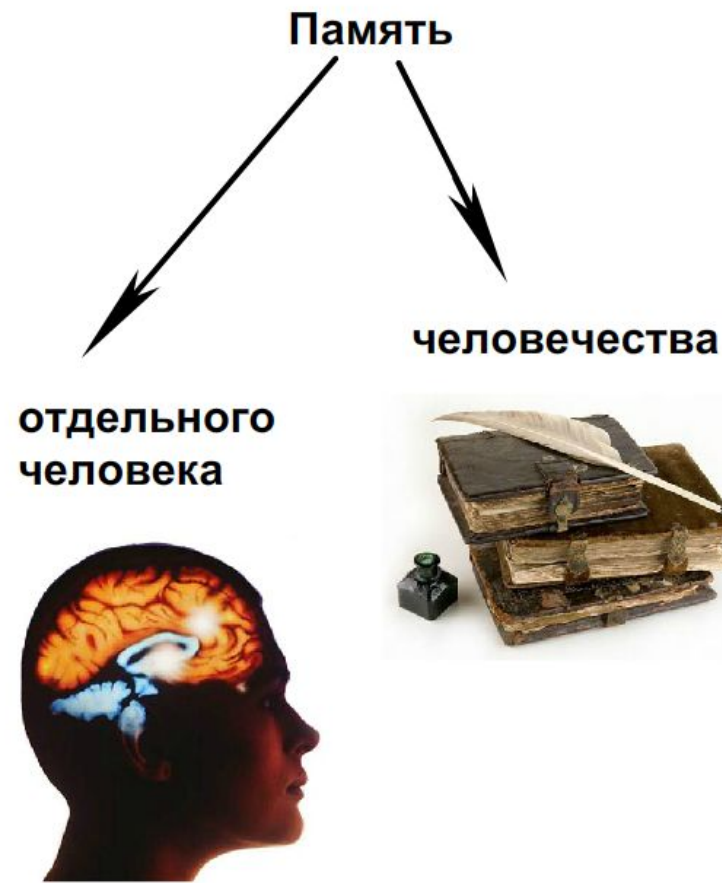 Память
человечества
отдельного
человека